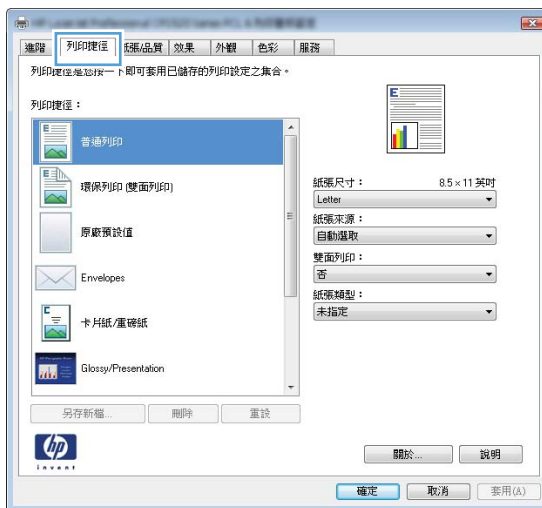 進階 列印捷徑 紙張/品質 效果 外觀 色彩 服務
列印捷徑是您按一下即可套用已儲存的列印設定之集合。
列印捷徑：
普通列印
環保列印 (雙面列印)
原廠預設值
Envelopes
卡片紙/重磅紙
Glossy/Presentation
紙張尺寸： 8.5 × 11 英吋
Letter
紙張來源：
自動選取
雙面列印：
否
紙張類型：
未指定
另存新檔... 刪除 重設
hp
invent
關於... 說明
確定 取消 套用(A)